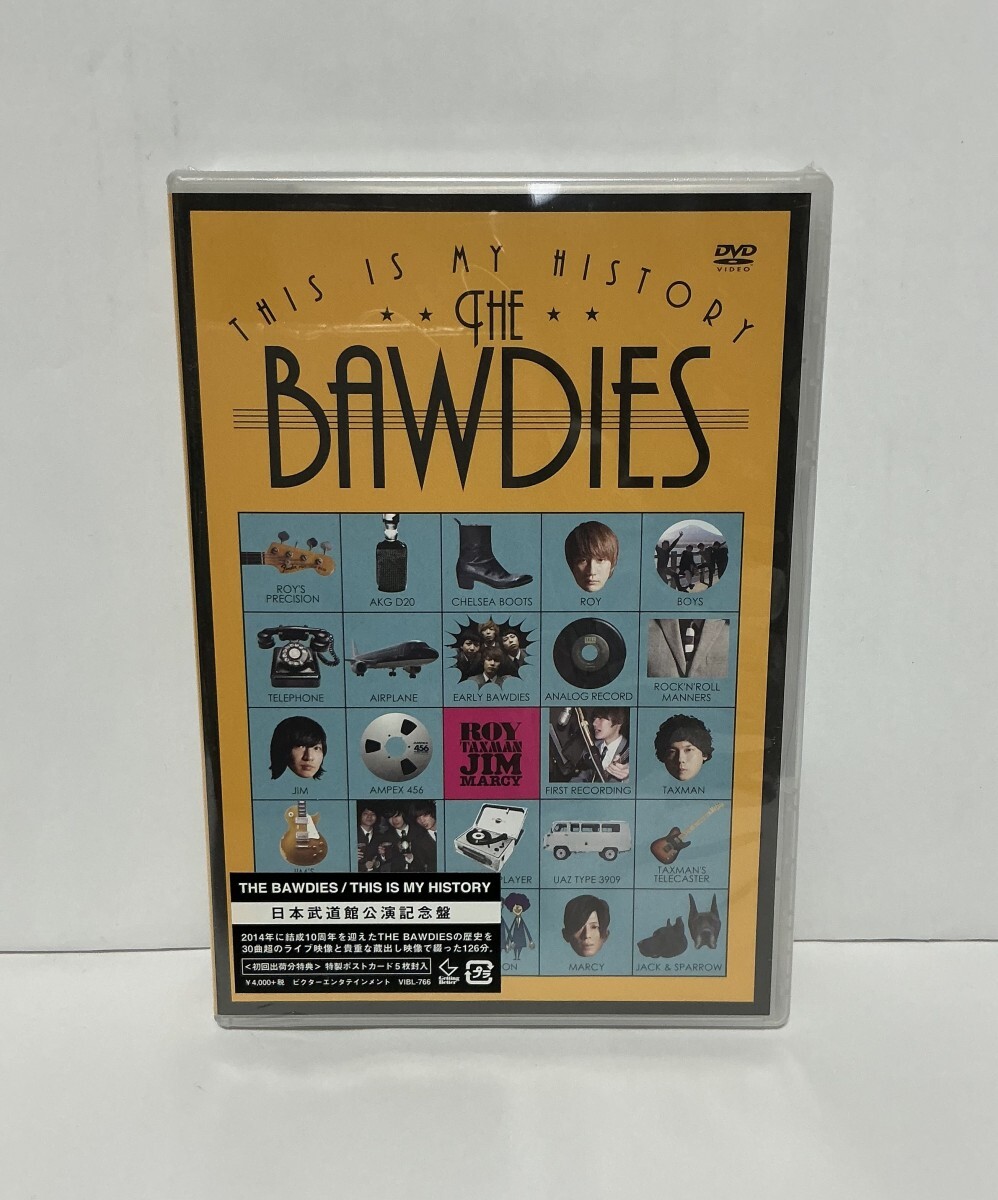 THIS IS MY HISTORY
DVD
VIDEO
THE
BAWDIES
ROY'S
PRECISION
AKG D20
CHELSEA BOOTS
ROY
BOYS
TELEPHONE
AIRPLANE
EARLY BAWDIES
ANALOG RECORD
ROCK'N'ROLL
MANNERS
456
ROY
TAXMAN
JIM
MARCY
JIM
AMPEX 456
FIRST RECORDING
TAXMAN
JIM'S
PLAYER
UAZ TYPE 3909
TAXMAN'S
TELECASTER
MARCY
JACK & SPARROW
THE BAWDIES / THIS IS MY HISTORY
日本武道館公演記念盤
2014年に結成10周年を迎えたTHE BAWDIESの歴史を
30曲超のライブ映像と貴重な蔵出し映像で綴った126分。
<初回出荷分特典> 特製ポストカード5枚封入
¥4,000+税 ビクターエンタテインメント VIBL-766
Getting
Better
プラ